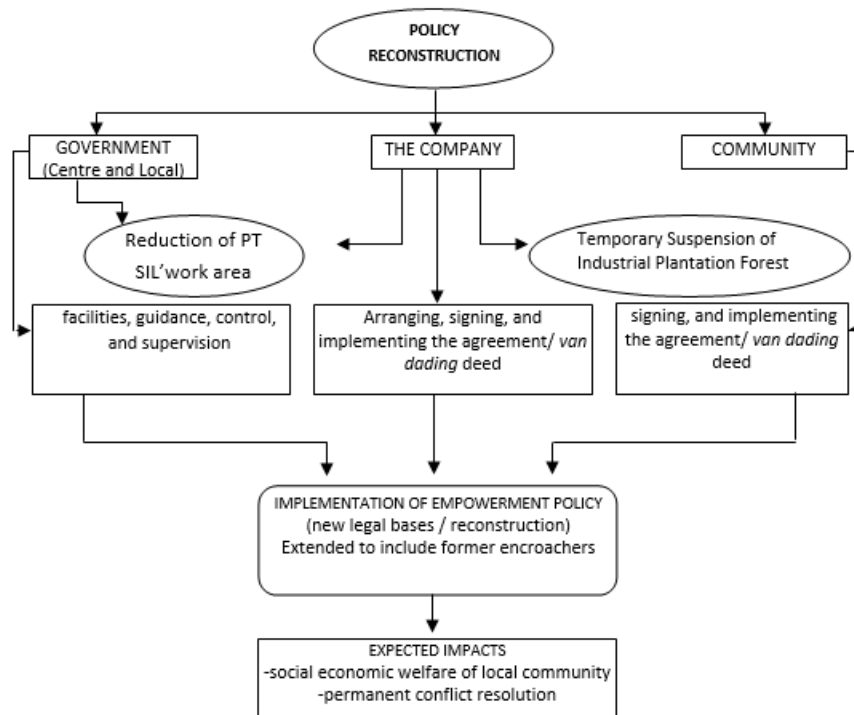 POLICY
RECONSTRUCTION
GOVERNMENT
(Centre and Local)
THE COMPANY
COMMUNITY
Reduction of PT
SIL'work area
Temporary Suspension of
Industrial Plantation Forest
facilities, guidance, control,
and supervision
Arranging, signing, and
implementing the agreement/ van
dading deed
signing, and implementing
the agreement/ van dading
deed
IMPLEMENTATION OF EMPOWERMENT POLICY
(new legal bases / reconstruction)
Extended to include former encroachers
EXPECTED IMPACTS
-social economic welfare of local community
-permanent conflict resolution